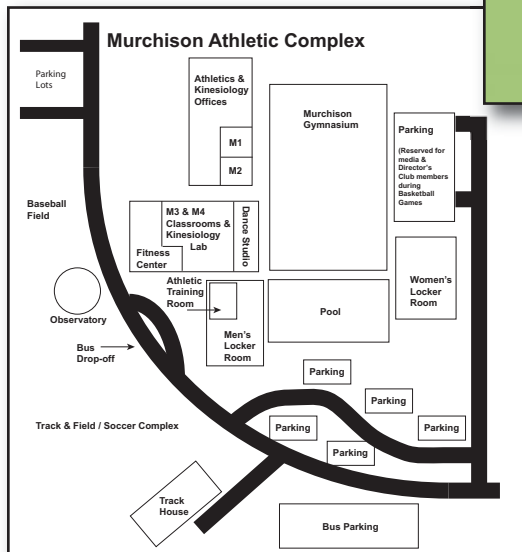 Murchison Athletic Complex
Parking
Lots
Athletics &
Kinesiology
Offices
M1
M2
Murchison
Gymnasium
Parking
(Reserved for
media &
Director's
Club members
during
Basketball
Games
Baseball
Field
M3 & M4
Classrooms &
Kinesiology
Lab
Fitness
Center
Dance Studio
Women's
Locker
Room
Observatory
Athletic
Training
Room
Men's
Locker
Room
Pool
Bus
Drop-off
Parking
Parking
Parking
Parking
Parking
Track & Field / Soccer Complex
Track
House
Bus Parking